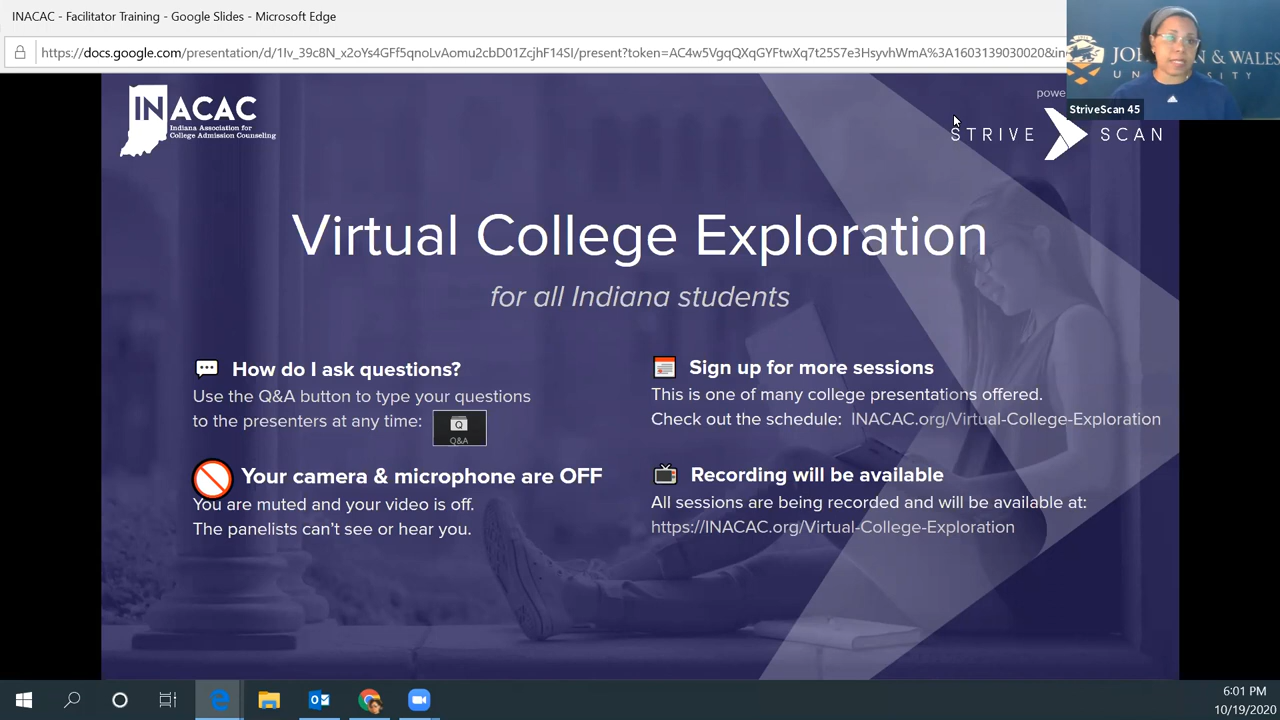 INACAC - Facilitator Training - Google Slides - Microsoft Edge
https://docs.google.com/presentation/d/
INACAC
Indiana Association for
College Admission Counseling
JOHNSON & WALES
UNIVERSITY
StriveScan 45
powe
STRIVE SCAN
Virtual College Exploration
for all Indiana students
How do I ask questions?
Use the Q&A button to type your questions
to the presenters at any time:
Q&A
Your camera & microphone are OFF
You are muted and your video is off.
The panelists can't see or hear you.
Sign up for more sessions
This is one of many college presentations offered.
Check out the schedule: INACAC.org/Virtual-College-Exploration
Recording will be available
All sessions are being recorded and will be available at:
https://INACAC.org/Virtual-College-Exploration
6:01 PM
10/19/2020